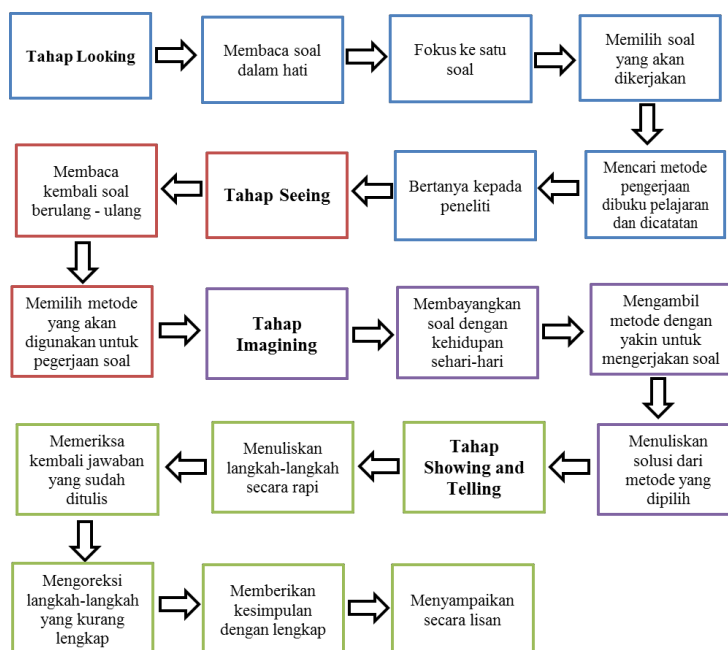 Tahap Looking
Membaca soal
dalam hati
Fokus ke satu
soal
Memilih soal
yang akan
dikerjakan
Mencari metode
pengerjaan
dibuku pelajaran
dan dicatatan
Bertanya kepada
peneliti
Tahap Seeing
Membaca
kembali soal
berulang - ulang
Memilih metode
yang akan
digunakan untuk
pegerjaan soal
Tahap
Imagining
Membayangkan
soal dengan
kehidupan
sehari-hari
Mengambil
metode dengan
yakin untuk
mengerjakan soal
Menuliskan
solusi dari
metode yang
dipilih
Tahap
Showing and
Telling
Menuliskan
langkah-langkah
secara rapi
Memeriksa
kembali jawaban
yang sudah
ditulis
Mengoreksi
langkah-langkah
yang kurang
lengkap
Memberikan
kesimpulan
dengan lengkap
Menyampaikan
secara lisan